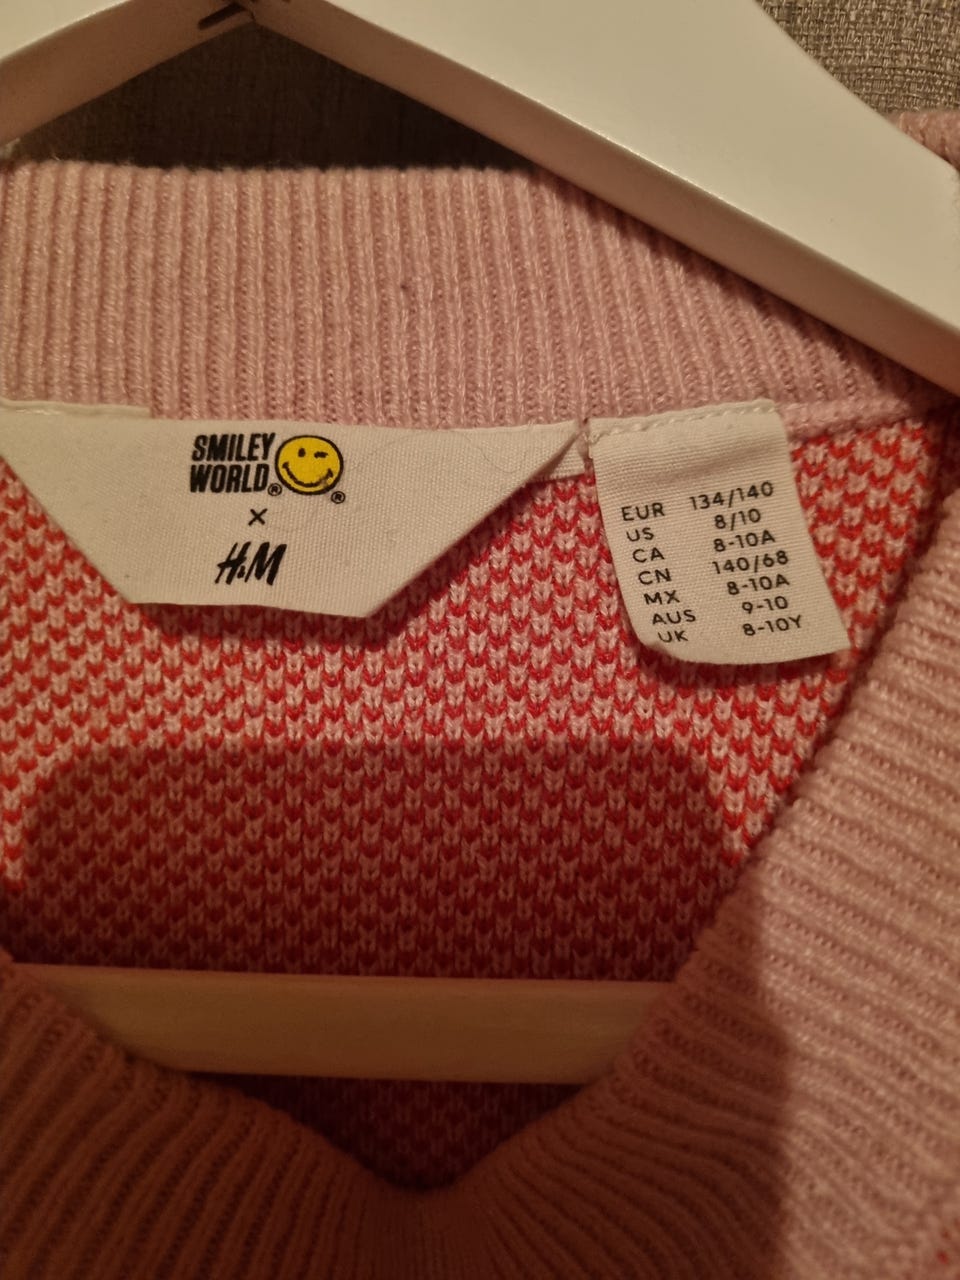 SMILEY
WORLD® ®
×
H&M
EUR 134/140
US 8/10
CA 8-10A
CN 140/68
MX 8-10A
AUS 9-10
UK 8-10Y